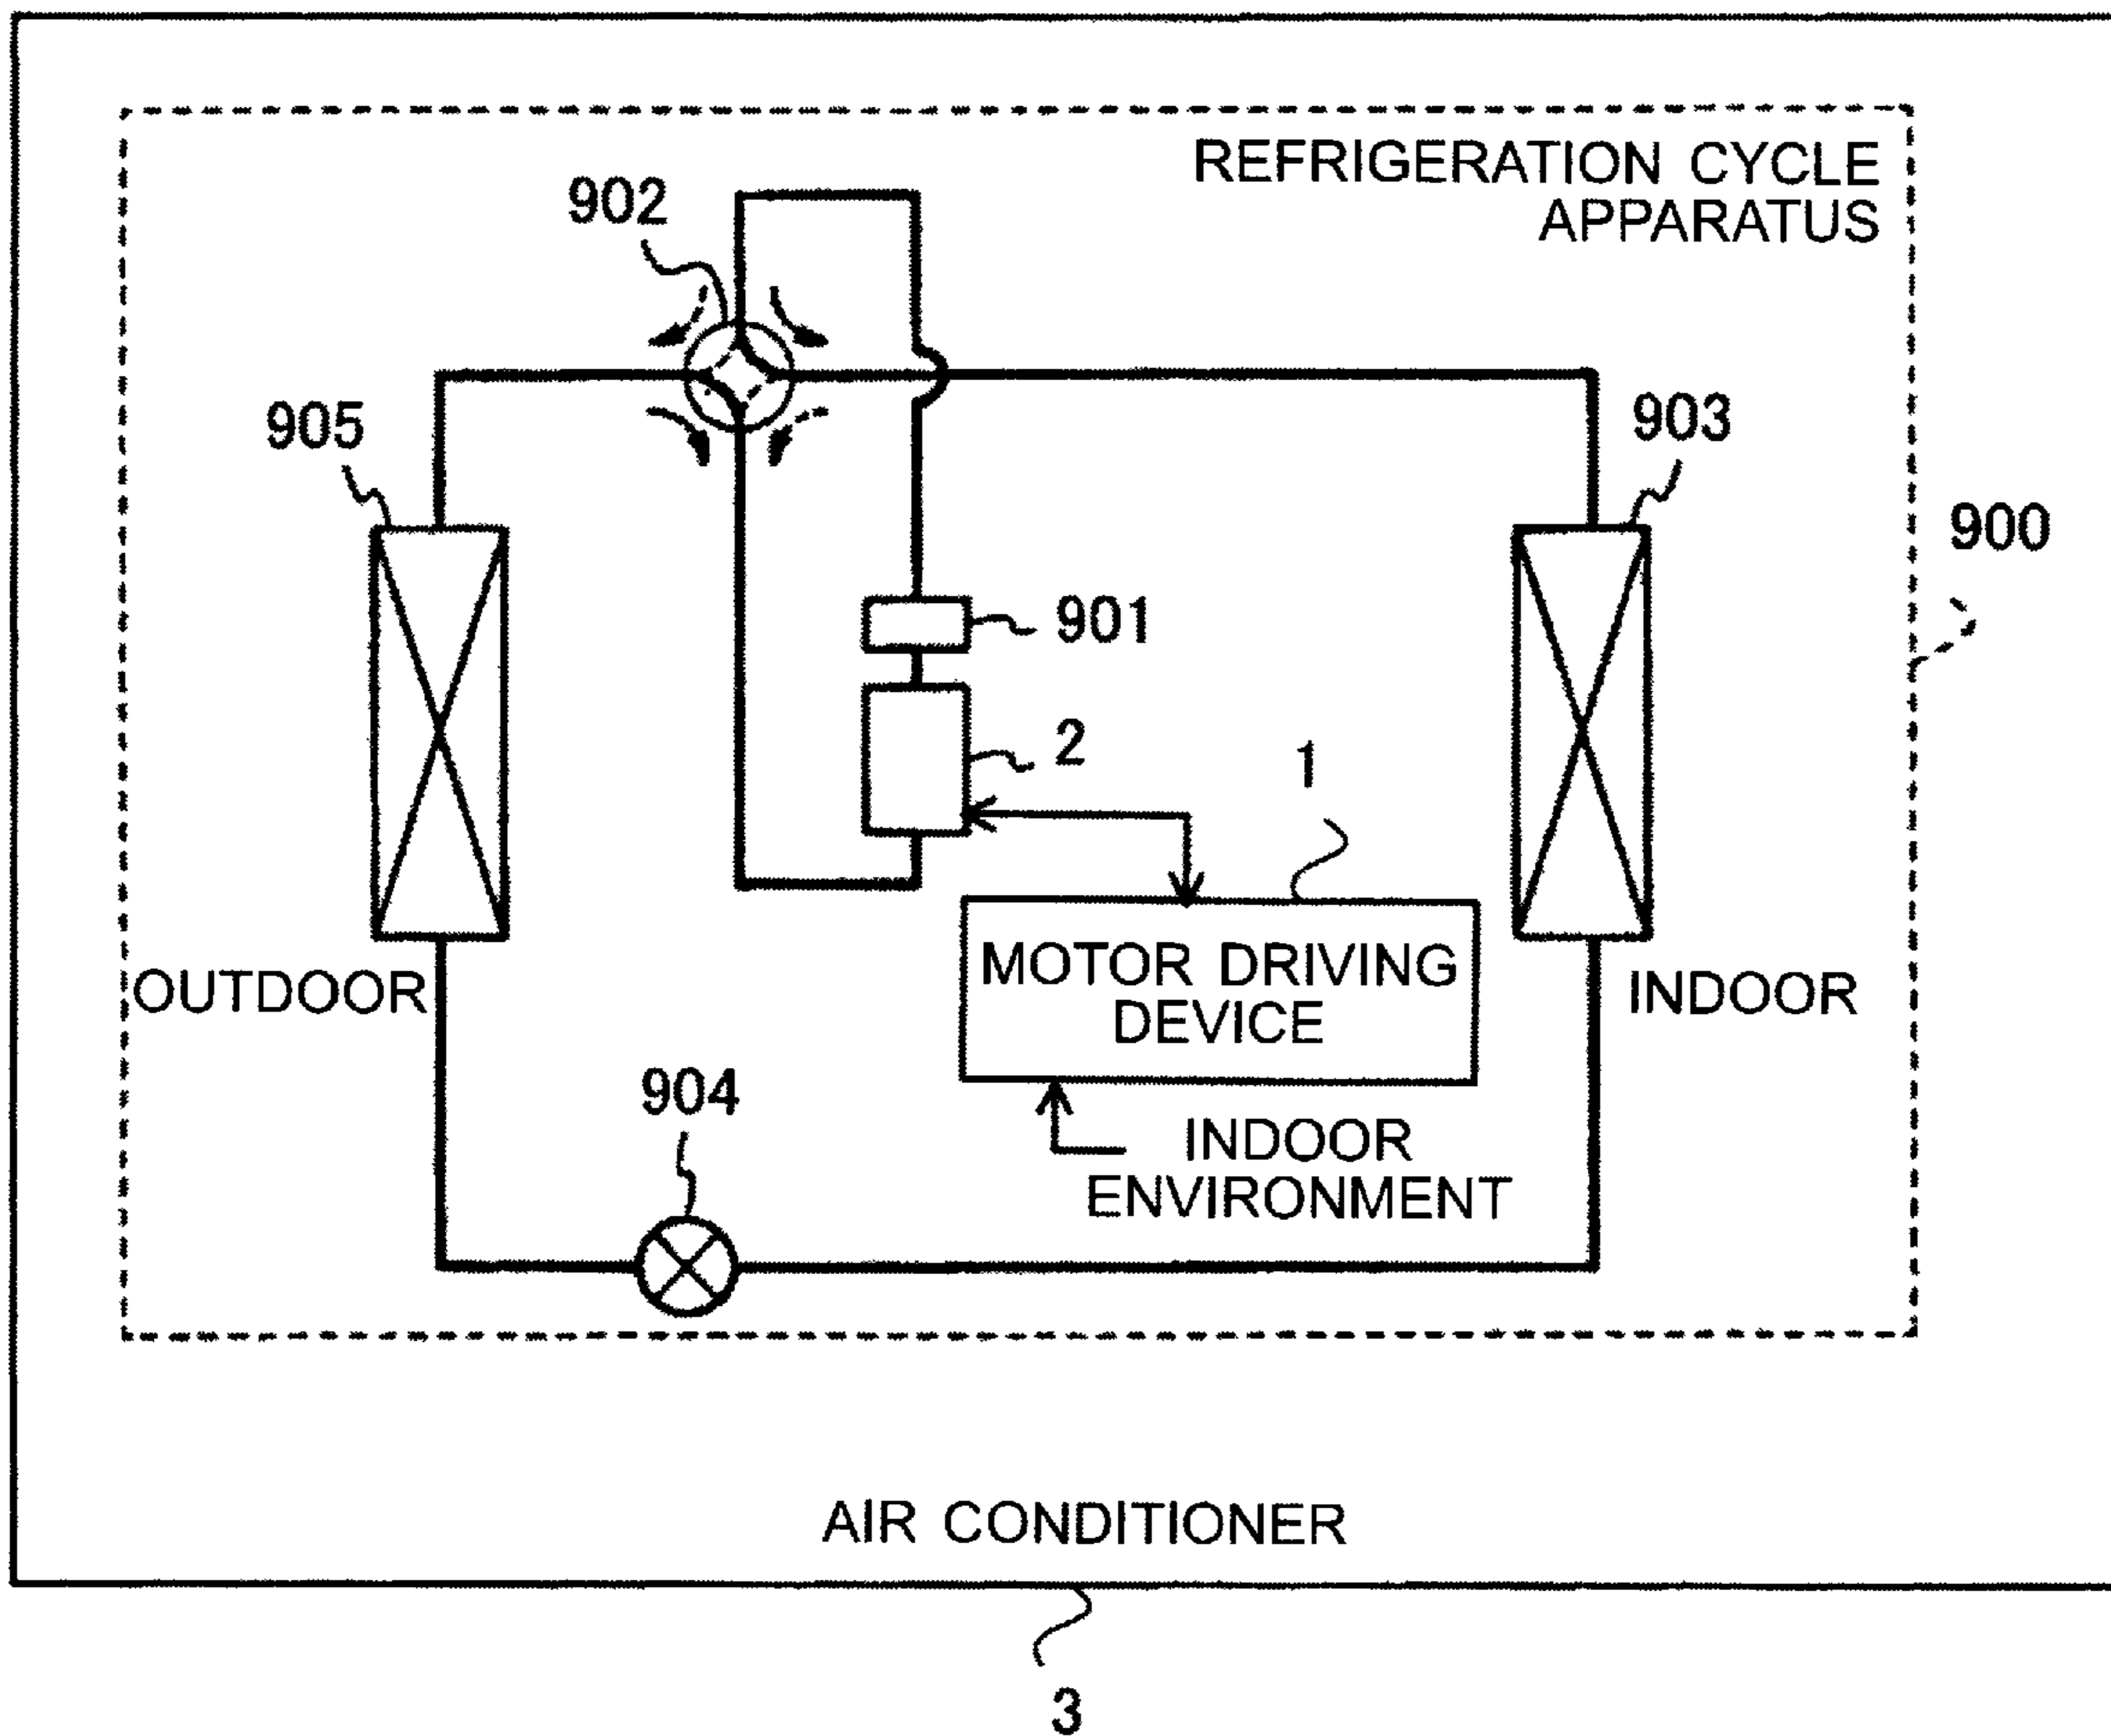 REFRIGERATION CYCLE
APPARATUS
902
905
903
900
901
2
1
MOTOR DRIVING
DEVICE
OUTDOOR
INDOOR
904
INDOOR
ENVIRONMENT
AIR CONDITIONER
3